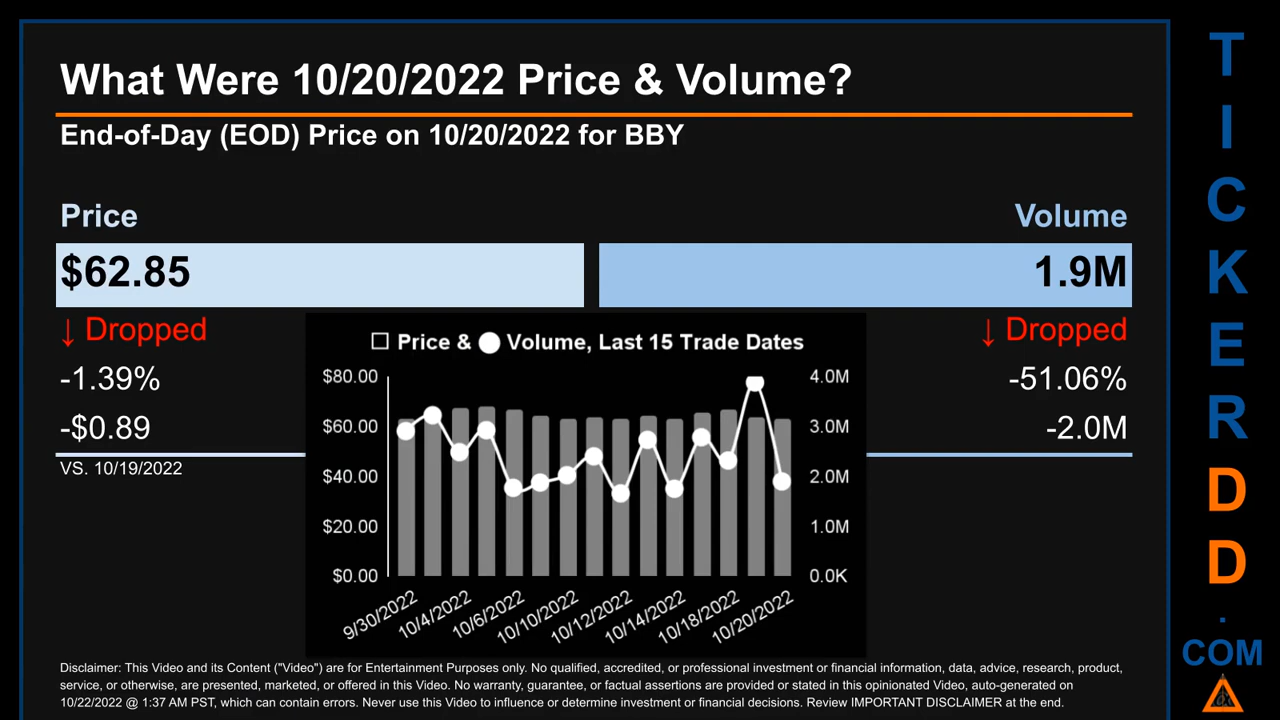 What Were 10/20/2022 Price & Volume?
End-of-Day (EOD) Price on 10/20/2022 for BBY
Price
Volume
$62.85
1.9M
↓ Dropped
↓ Dropped
-1.39%
-51.06%
-$0.89
-2.0M
VS. 10/19/2022
Price & Volume, Last 15 Trade Dates
$80.00
4.0M
$60.00
3.0M
$40.00
2.0M
$20.00
1.0M
$0.00
0.0K
9/30/2022
10/4/2022
10/6/2022
10/10/2022
10/12/2022
10/14/2022
10/18/2022
10/20/2022
Disclaimer: This Video and its Content ("Video") are for Entertainment Purposes only. No qualified, accredited, or professional investment or financial information, data, advice, research, product,
service, or otherwise, are presented, marketed, or offered in this Video. No warranty, guarantee, or factual assertions are provided or stated in this opinionated Video, auto-generated on
10/22/2022 @ 1:37 AM PST, which can contain errors. Never use this Video to influence or determine investment or financial decisions. Review IMPORTANT DISCLAIMER at the end.
T
I
C
K
E
R
D
D
.
COM